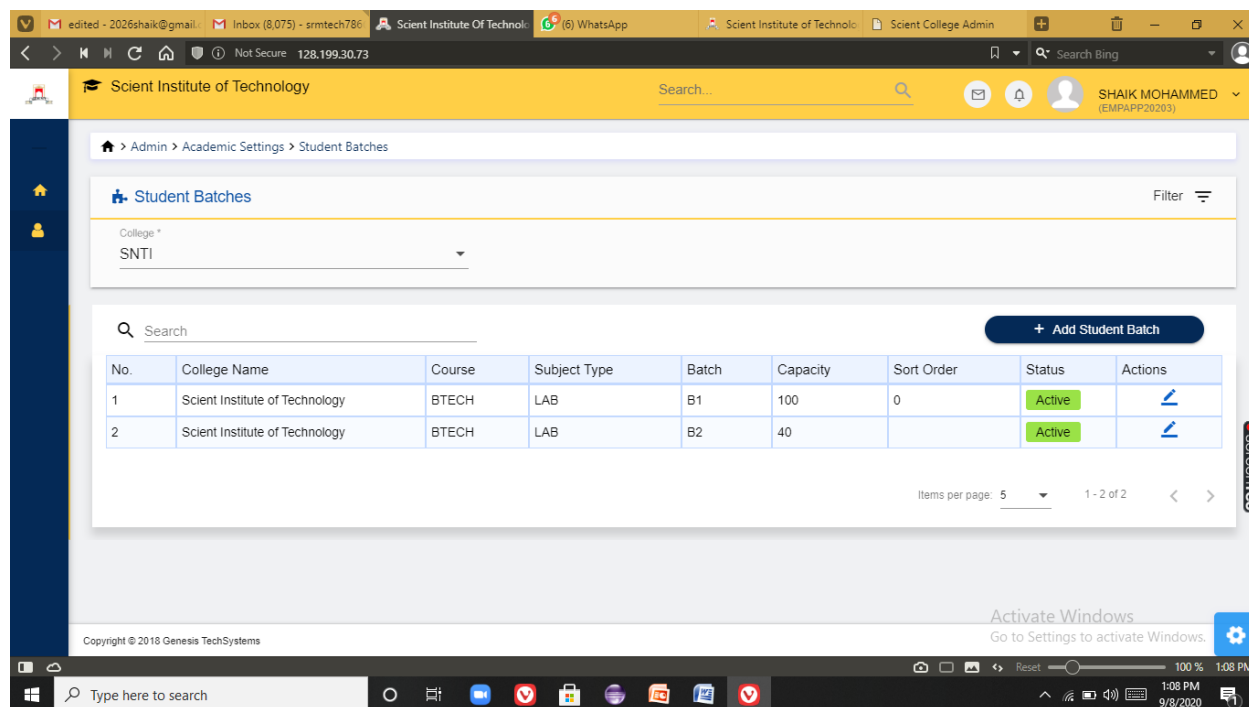 edited - 2026shaik@gmail.c
Inbox (8,075) - srmtech786
Scient Institute Of Technolo
(6) WhatsApp
Scient Institute of Technolo
Scient College Admin
Not Secure 128.199.30.73
Search Bing
Scient Institute of Technology
Search...
SHAIK MOHAMMED
(EMPAPP20203)
> Admin > Academic Settings > Student Batches
Student Batches
Filter
College *
SNTI
Search
+ Add Student Batch
No. College Name Course Subject Type Batch Capacity Sort Order Status Actions
1 Scient Institute of Technology BTECH LAB B1 100 0 Active
2 Scient Institute of Technology BTECH LAB B2 40 Active
Items per page: 5 1 - 2 of 2
Activate Windows
Go to Settings to activate Windows.
Copyright © 2018 Genesis TechSystems
Reset 100 % 1:08 PM
Type here to search
1:08 PM
9/8/2020